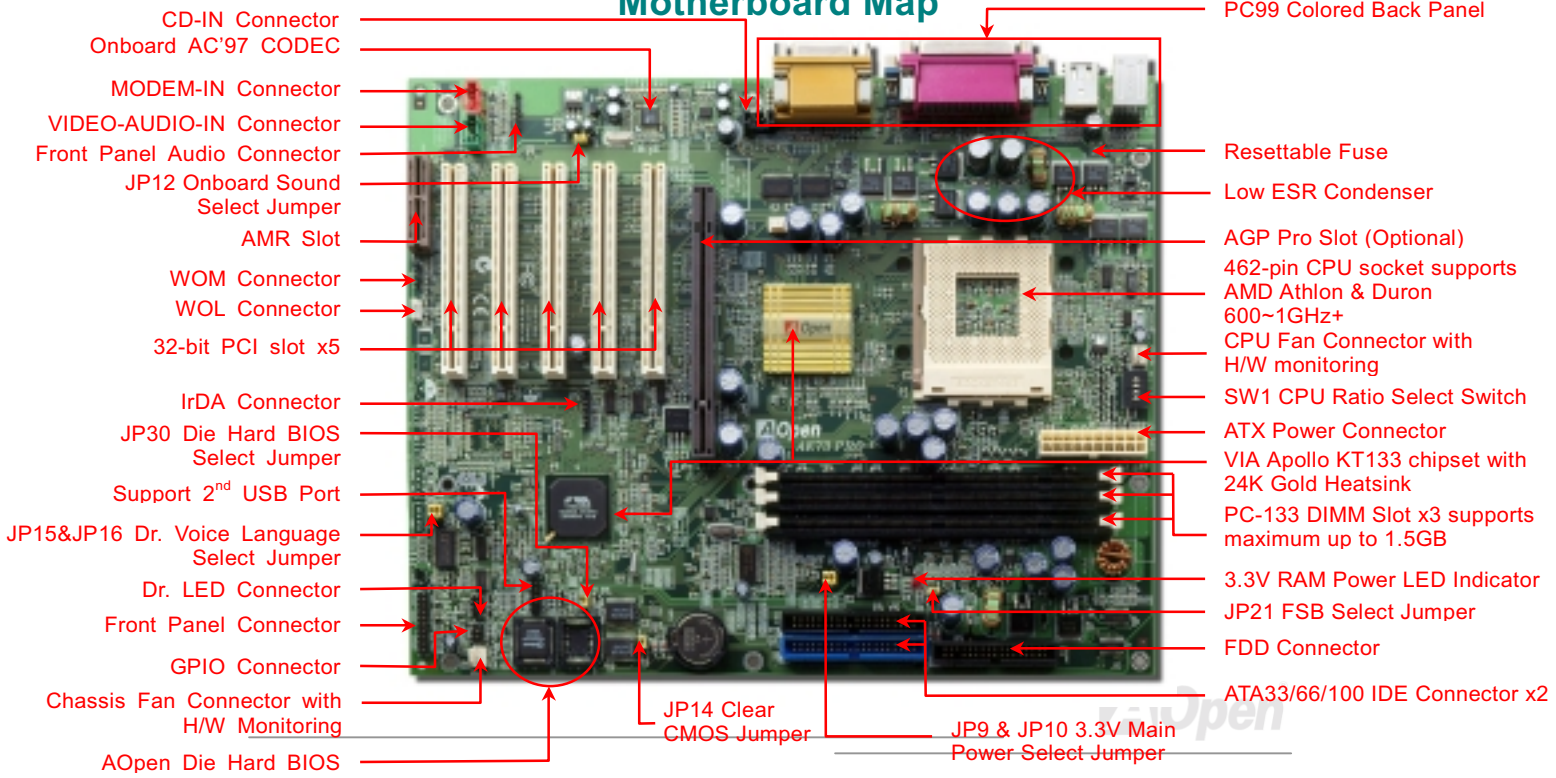 Motherboard Map
CD-IN Connector
Onboard AC'97 CODEC
MODEM-IN Connector
VIDEO-AUDIO-IN Connector
Front Panel Audio Connector
JP12 Onboard Sound
Select Jumper
AMR Slot
WOM Connector
WOL Connector
32-bit PCI slot x5
IrDA Connector
JP30 Die Hard BIOS
Select Jumper
Support 2nd USB Port
JP15&JP16 Dr. Voice Language
Select Jumper
Dr. LED Connector
Front Panel Connector
GPIO Connector
Chassis Fan Connector with
H/W Monitoring
AOpen Die Hard BIOS
JP14 Clear
CMOS Jumper
JP9 & JP10 3.3V Main
Power Select Jumper
PC99 Colored Back Panel
Resettable Fuse
Low ESR Condenser
AGP Pro Slot (Optional)
462-pin CPU socket supports
AMD Athlon & Duron
600~1GHz+
CPU Fan Connector with
H/W monitoring
SW1 CPU Ratio Select Switch
ATX Power Connector
VIA Apollo KT133 chipset with
24K Gold Heatsink
PC-133 DIMM Slot x3 supports
maximum up to 1.5GB
3.3V RAM Power LED Indicator
JP21 FSB Select Jumper
FDD Connector
ATA33/66/100 IDE Connector x2
AOpen
Open
AOpen